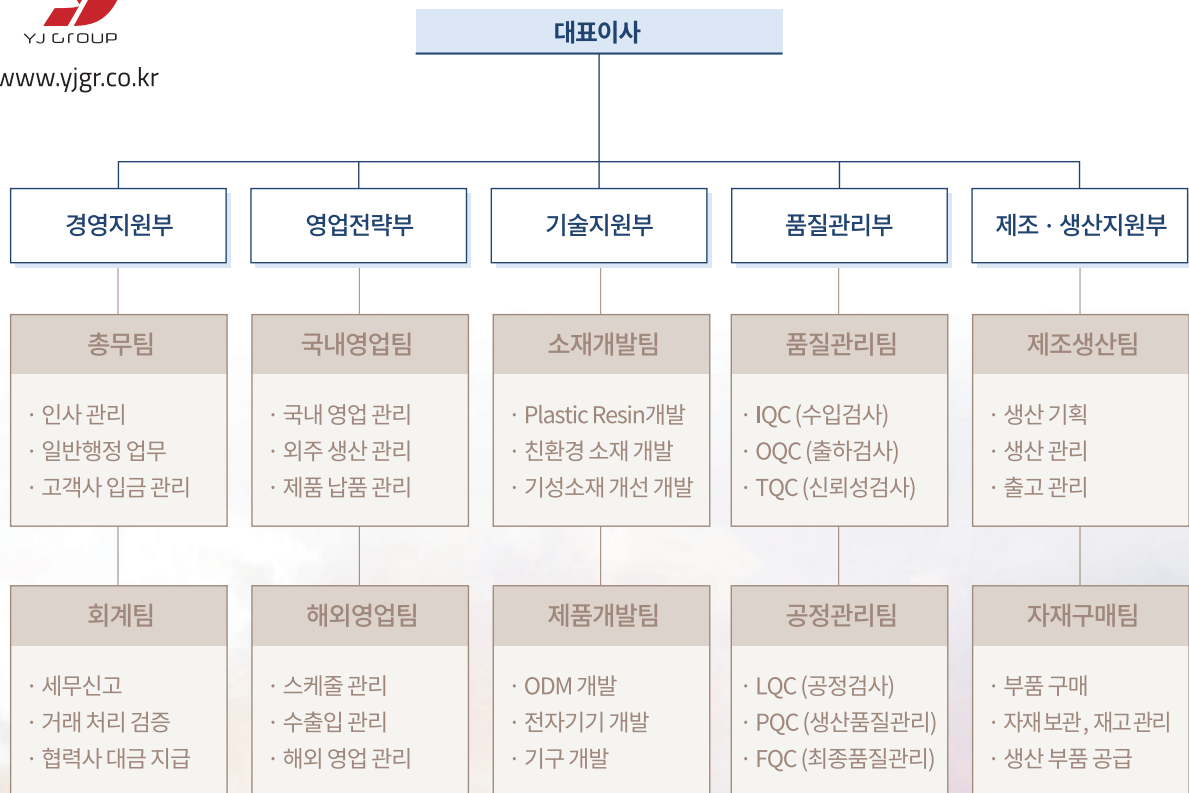 YJ GROUP
www.yjgr.co.kr
대표이사
경영지원부
영업전략부
기술지원부
품질관리부
제조 · 생산지원부
총무팀
· 인사 관리
· 일반행정 업무
· 고객사 입금 관리
국내영업팀
· 국내 영업 관리
· 외주 생산 관리
· 제품 납품 관리
소재개발팀
· Plastic Resin개발
· 친환경 소재 개발
· 기성소재 개선 개발
품질관리팀
· IQC (수입검사)
· OQC (출하검사)
· TQC (신뢰성검사)
제조생산팀
· 생산 기획
· 생산 관리
· 출고 관리
회계팀
· 세무신고
· 거래 처리 검증
· 협력사 대금 지급
해외영업팀
· 스케줄 관리
· 수출입 관리
· 해외 영업 관리
제품개발팀
· ODM 개발
· 전자기기 개발
· 기구 개발
공정관리팀
· LQC (공정검사)
· PQC (생산품질관리)
· FQC (최종품질관리)
자재구매팀
· 부품 구매
· 자재보관, 재고관리
· 생산 부품 공급